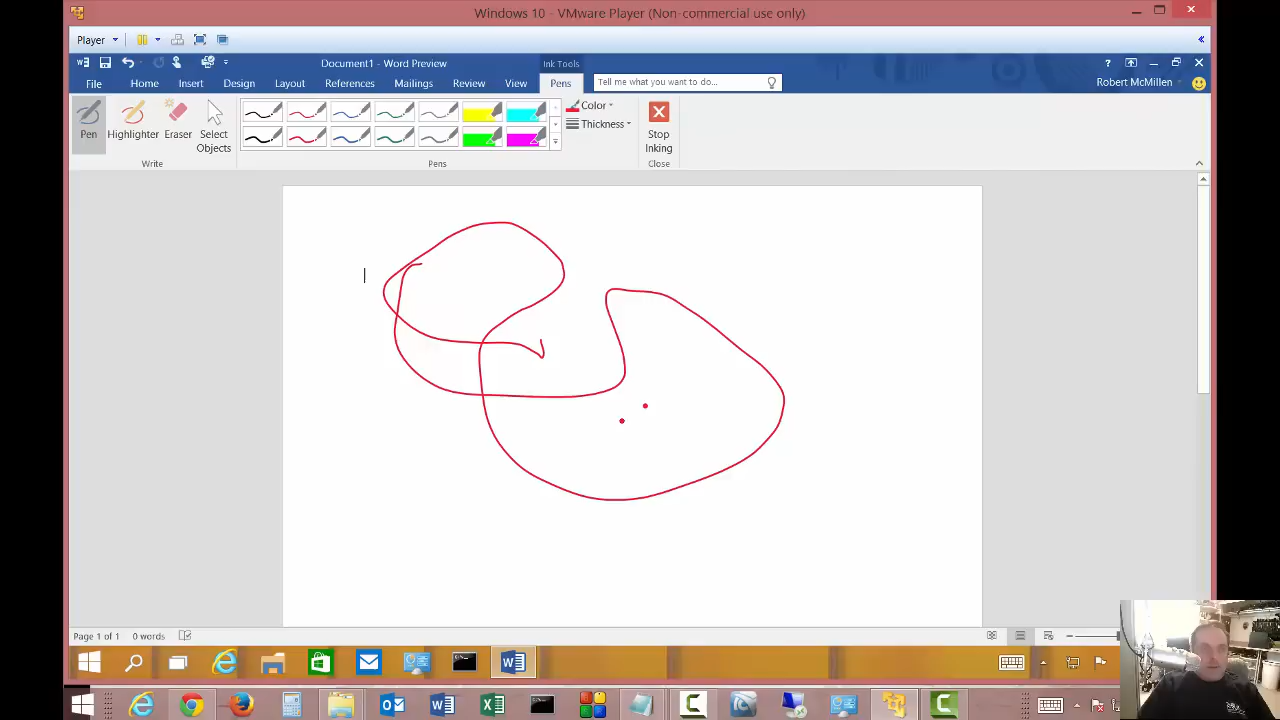 Windows 10 - VMware Player (Non-commercial use only)
Player
Document1 - Word Preview
Ink Tools
File Home Insert Design Layout References Mailings Review View Pens Tell me what you want to do... Robert McMillen
Pen Highlighter Eraser Select Objects
Color
Thickness
Stop Inking
Write Pens Close
Page 1 of 1 0 words